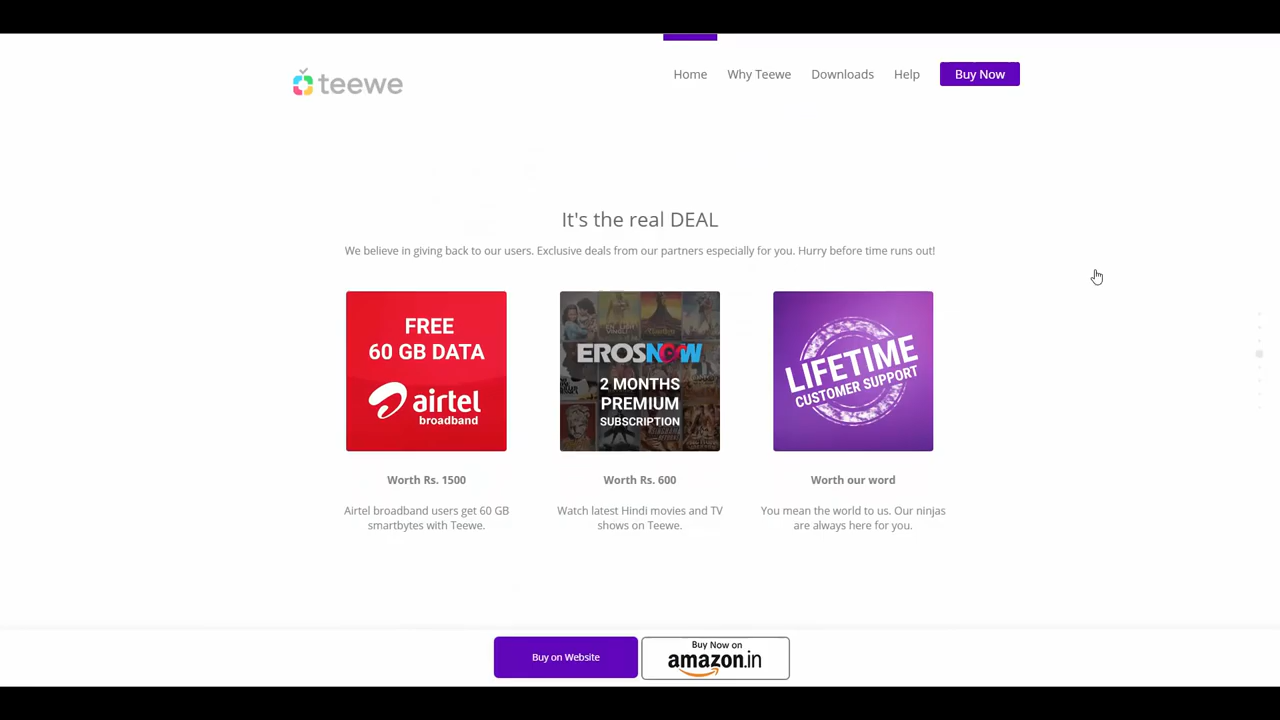 teewe
Home
Why Teewe
Downloads
Help
Buy Now
It's the real DEAL
We believe in giving back to our users. Exclusive deals from our partners especially for you. Hurry before time runs out!
FREE
60 GB DATA
airtel
broadband
EROSNOW
2 MONTHS
PREMIUM
SUBSCRIPTION
LIFETIME
CUSTOMER SUPPORT
Worth Rs. 1500
Worth Rs. 600
Worth our word
Airtel broadband users get 60 GB
smartbytes with Teewe.
Watch latest Hindi movies and TV
shows on Teewe.
You mean the world to us. Our ninjas
are always here for you.
Buy on Website
Buy Now on
amazon.in